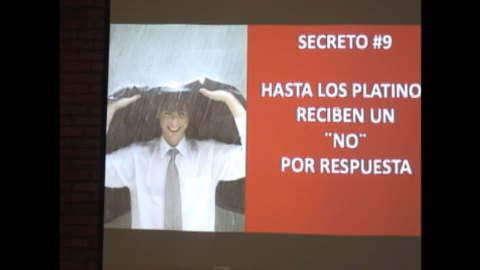 SECRETO #9
HASTA LOS PLATINO
RECIBEN UN
¨NO¨
POR RESPUESTA